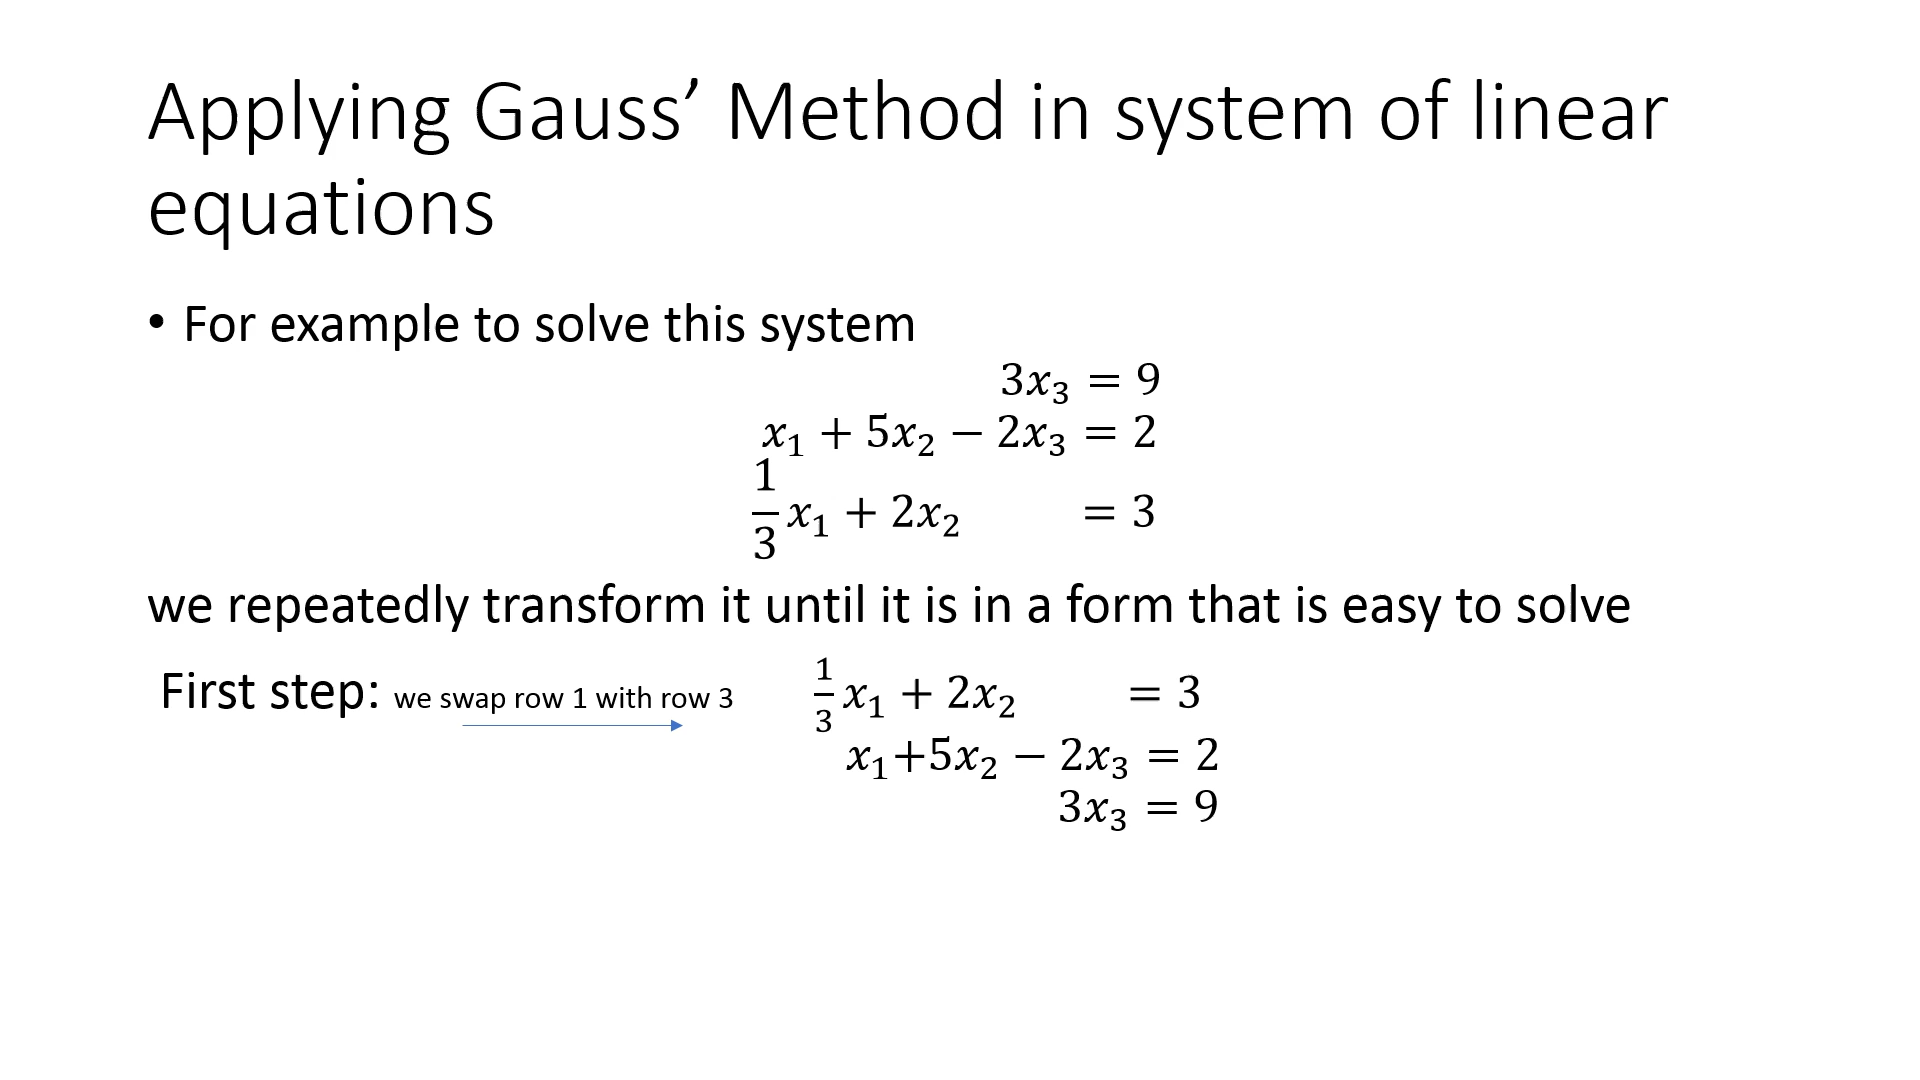 Applying Gauss’ Method in system of linear
equations
• For example to solve this system
3x₃ = 9
x₁ + 5x₂ − 2x₃ = 2
1/3 x₁ + 2x₂ = 3
we repeatedly transform it until it is in a form that is easy to solve
First step: we swap row 1 with row 3 1/3 x₁ + 2x₂ = 3
x₁+5x₂ − 2x₃ = 2
3x₃ = 9